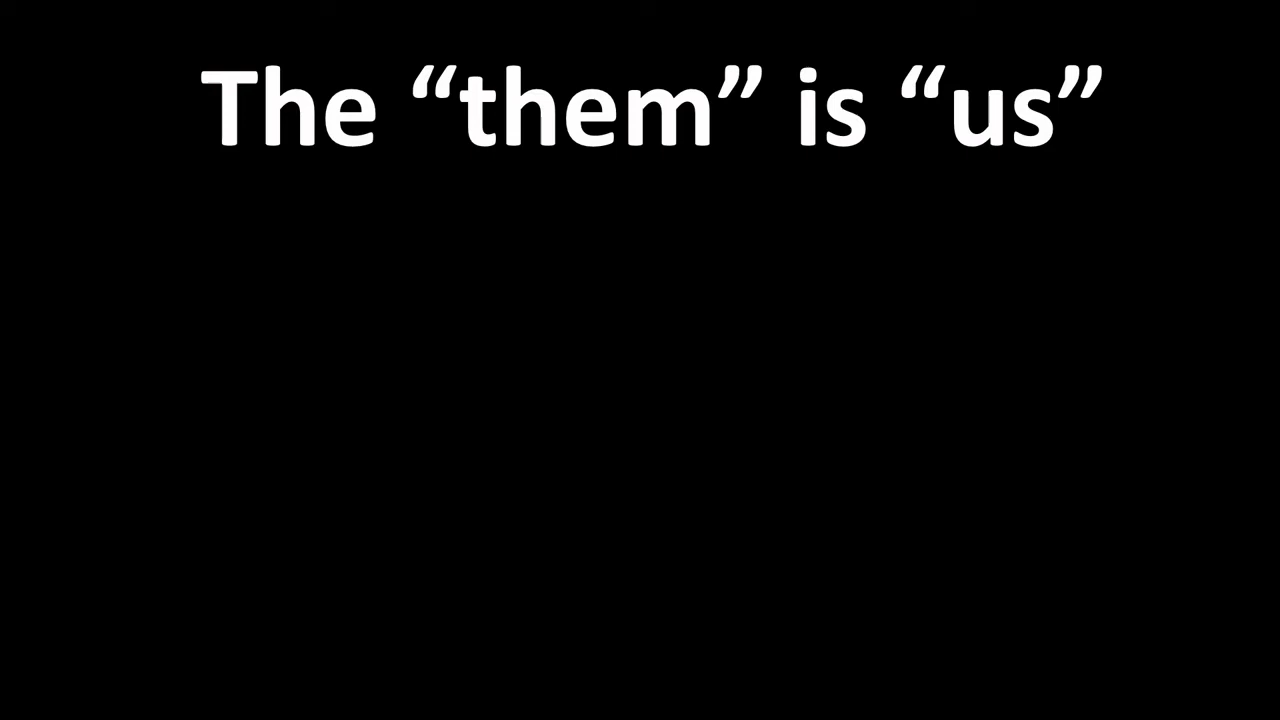 The “them” is “us”